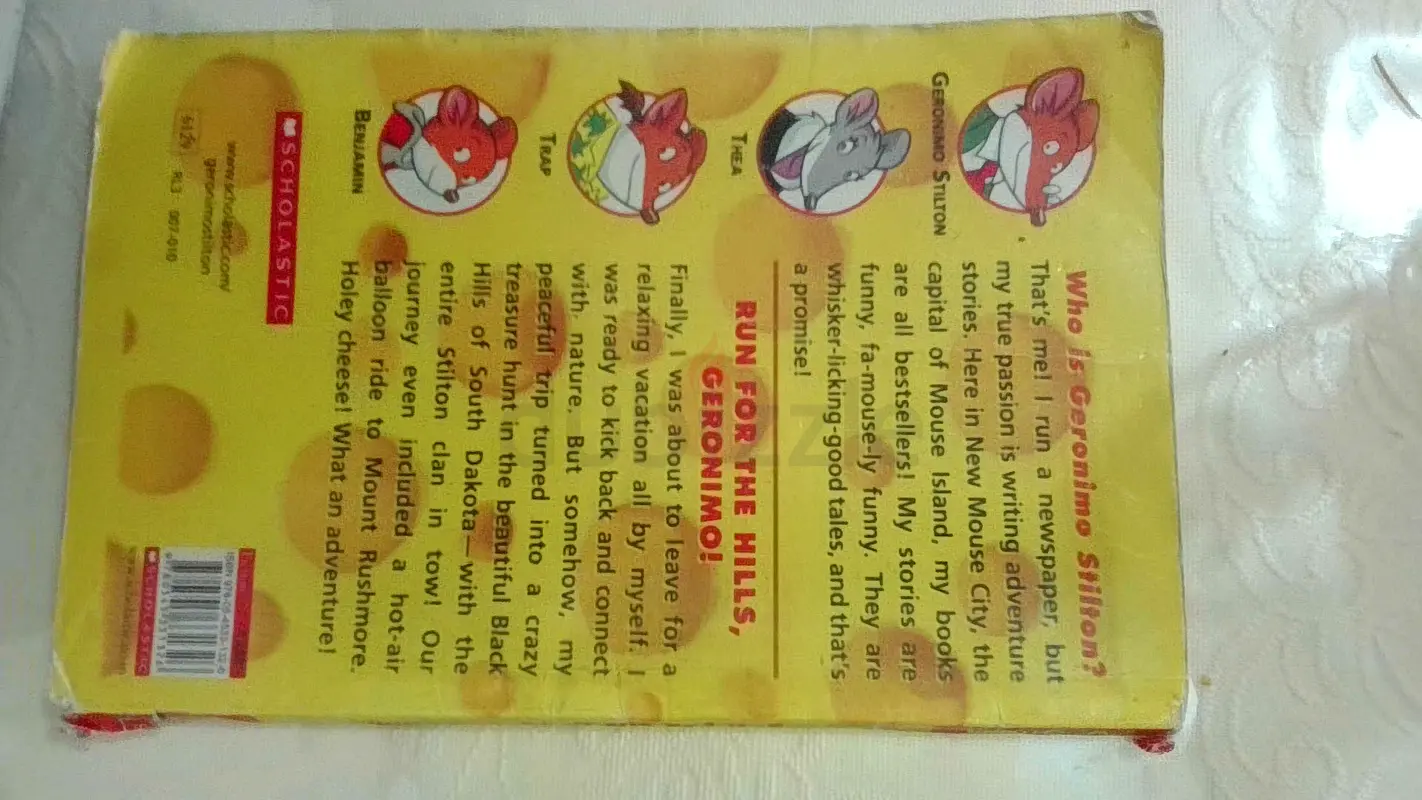 Who is Geronimo Stilton?
That's me! I run a newspaper, but
my true passion is writing adventure
stories. Here in New Mouse City, the
capital of Mouse Island, my books
are all bestsellers! My stories are
funny, fa-mouse-ly funny. They are
whisker-licking-good tales, and that's
a promise!
GERONIMO STILTON
THEA
TRAP
BENJAMIN
RUN FOR THE HILLS,
GERONIMO!
Finally, I was about to leave for a
relaxing vacation all by myself. I
was ready to kick back and connect
with nature. But somehow, my
peaceful trip turned into a crazy
treasure hunt in the beautiful Black
Hills of South Dakota—with the
entire Stilton clan in tow! Our
journey even included a hot-air
balloon ride to Mount Rushmore.
Holey cheese! What an adventure!
SCHOLASTIC
www.scholastic.com/
geronimostilton
RL3 007-010
SCHOLASTIC
dubizzle